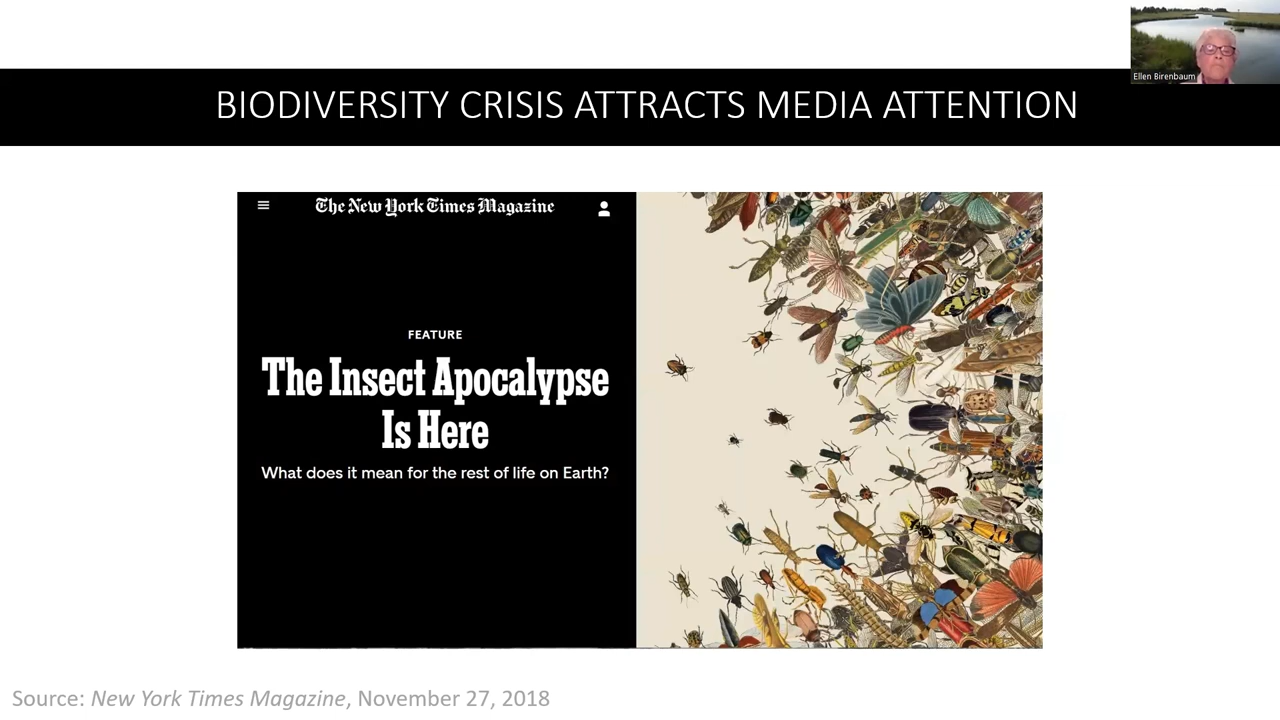 Ellen Birenbaum
BIODIVERSITY CRISIS ATTRACTS MEDIA ATTENTION
The New York Times Magazine
FEATURE
The Insect Apocalypse
Is Here
What does it mean for the rest of life on Earth?
Source: New York Times Magazine, November 27, 2018